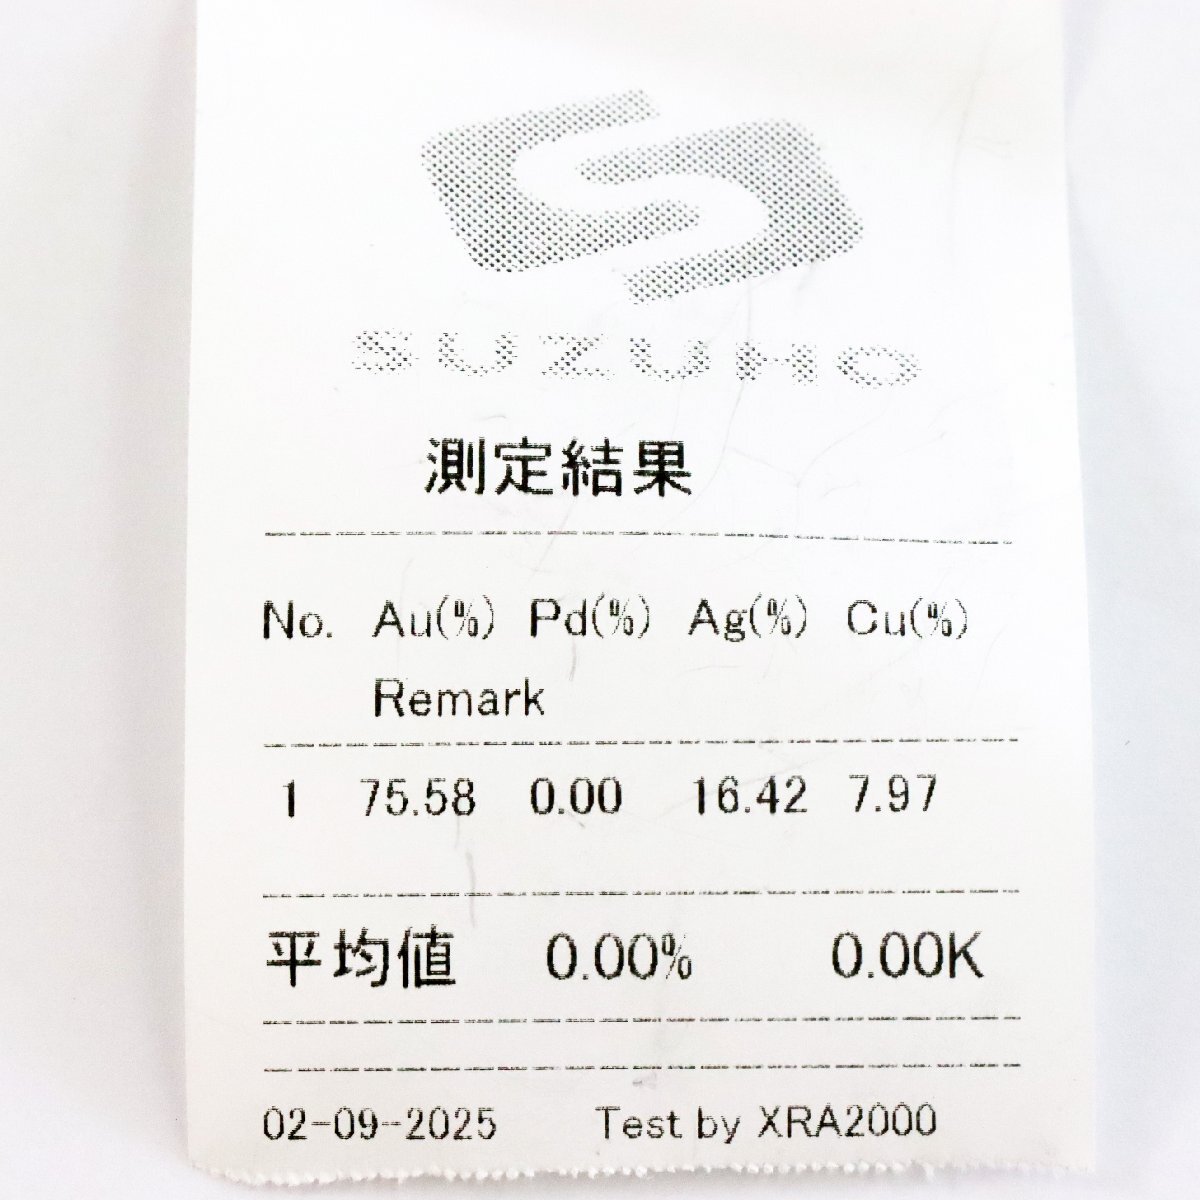 SUZUHO
測定結果
No. Au(%) Pd(%) Ag(%) Cu(%)
Remark
1 75.58 0.00 16.42 7.97
平均値 0.00% 0.00K
02-09-2025 Test by XRA2000